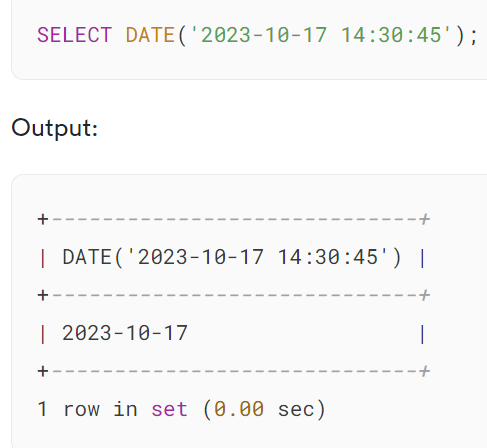 SELECT DATE('2023-10-17 14:30:45');
Output:
+-----------------------------+
| DATE('2023-10-17 14:30:45') |
+-----------------------------+
| 2023-10-17                  |
+-----------------------------+
1 row in set (0.00 sec)